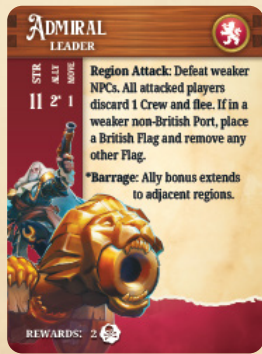 ADMIRAL
LEADER
STR ALLY MOVE
11 2* 1
Region Attack: Defeat weaker
NPCs. All attacked players
discard 1 Crew and flee. If in a
weaker non-British Port, place
a British Flag and remove any
other Flag.
*Barrage: Ally bonus extends
to adjacent regions.
REWARDS: 2